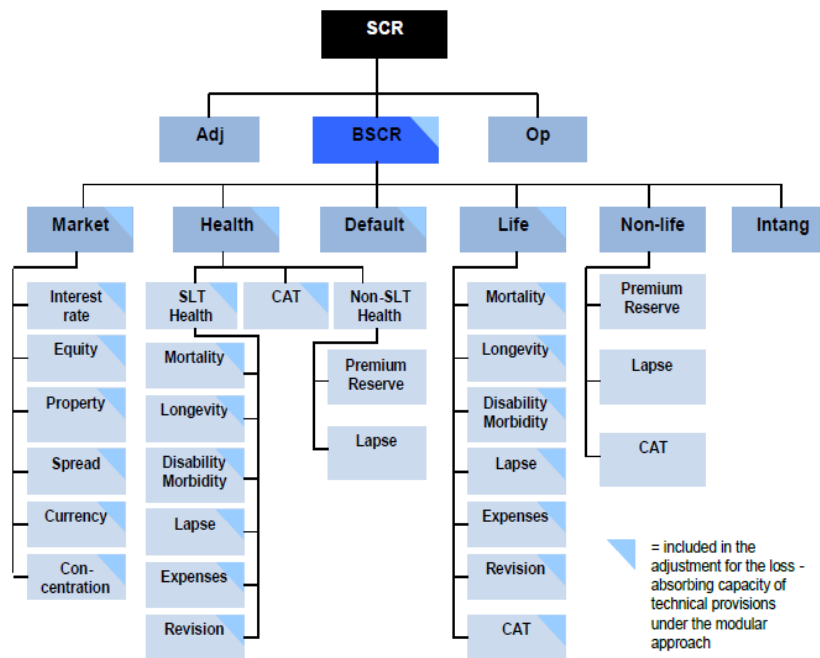 SCR
Adj
BSCR
Op
Market
Health
Default
Life
Non-life
Intang
Interest
rate
Equity
Property
Spread
Currency
Con-
centration
SLT
Health
CAT
Non-SLT
Health
Mortality
Longevity
Disability
Morbidity
Lapse
Expenses
Revision
Premium
Reserve
Lapse
Mortality
Longevity
Disability
Morbidity
Lapse
Expenses
Revision
CAT
Premium
Reserve
Lapse
CAT
= included in the
adjustment for the loss -
absorbing capacity of
technical provisions
under the modular
approach